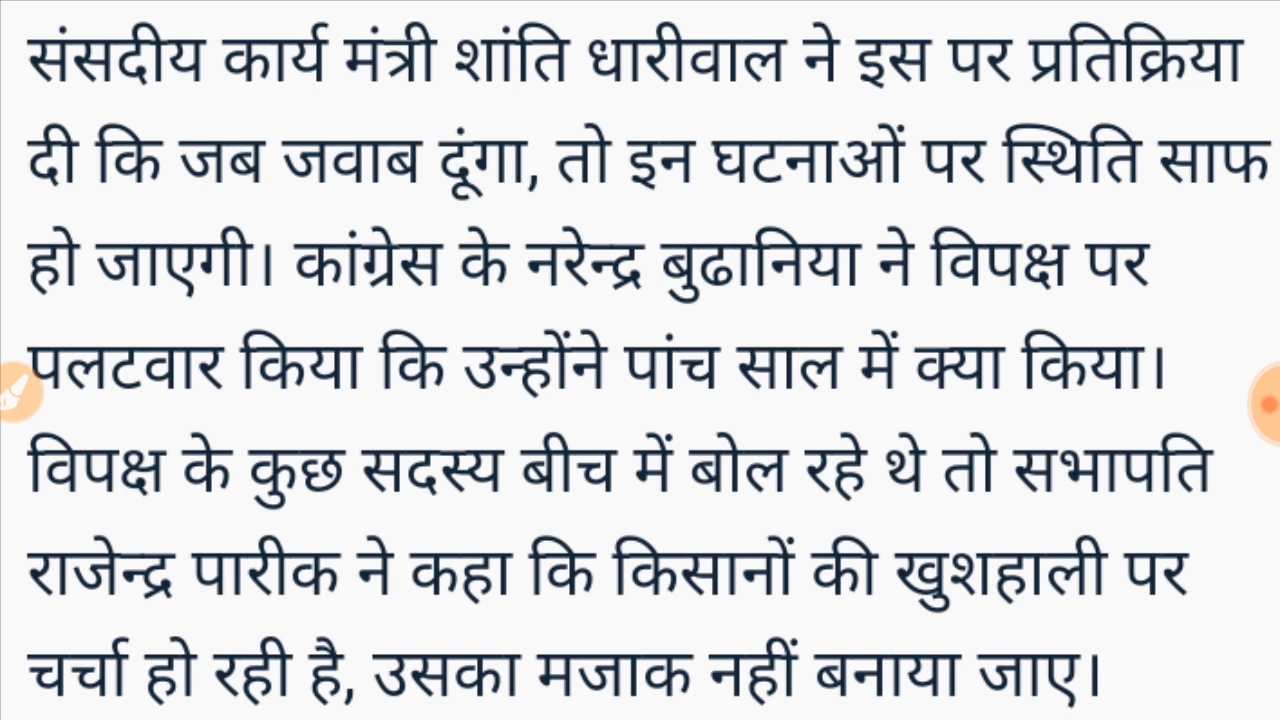 संसदीय कार्य मंत्री शांति धारीवाल ने इस पर प्रतिक्रिया
दी कि जब जवाब दूंगा, तो इन घटनाओं पर स्थिति साफ
हो जाएगी। कांग्रेस के नरेन्द्र बुढानिया ने विपक्ष पर
पलटवार किया कि उन्होंने पांच साल में क्या किया।
विपक्ष के कुछ सदस्य बीच में बोल रहे थे तो सभापति
राजेन्द्र पारीक ने कहा कि किसानों की खुशहाली पर
चर्चा हो रही है, उसका मजाक नहीं बनाया जाए।